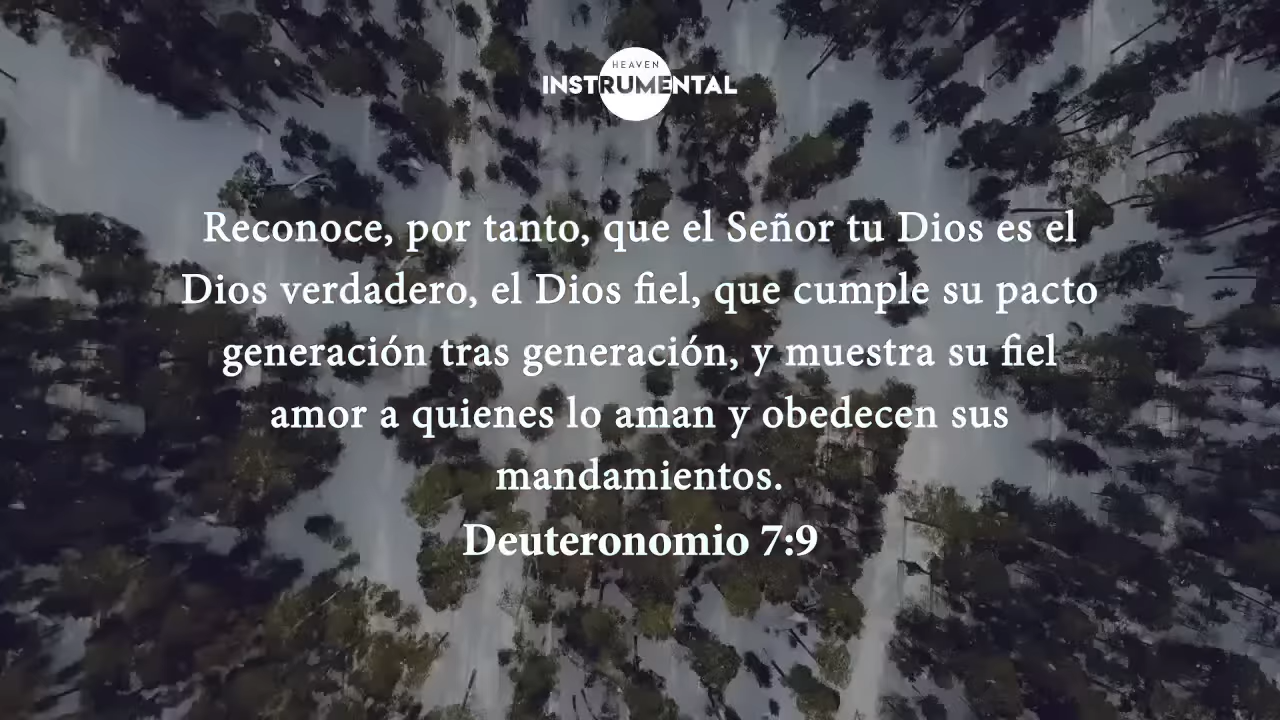 HEAVEN
INSTRUMENTAL
Reconoce, por tanto, que el Señor tu Dios es el
Dios verdadero, el Dios fiel, que cumple su pacto
generación tras generación, y muestra su fiel
amor a quienes lo aman y obedecen sus
mandamientos.
Deuteronomio 7:9